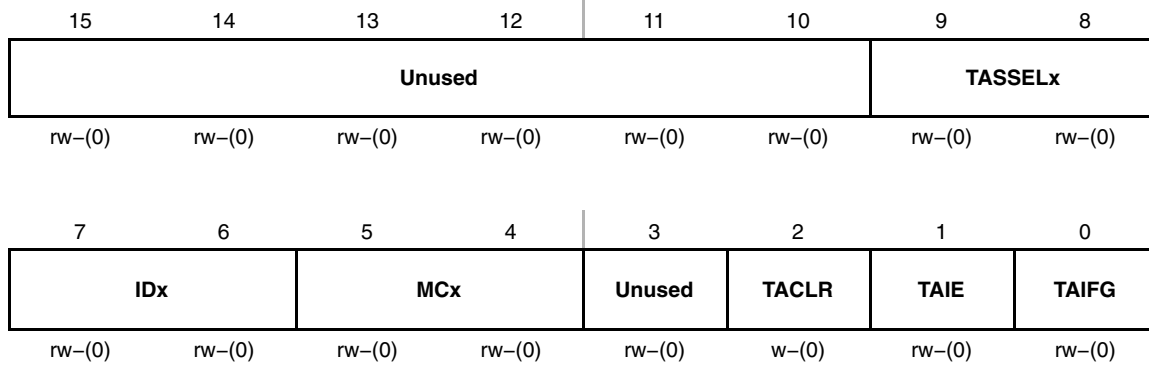 15 14 13 12 11 10 9 8
Unused TASSELx
rw−(0) rw−(0) rw−(0) rw−(0) rw−(0) rw−(0) rw−(0) rw−(0)
7 6 5 4 3 2 1 0
IDx MCx Unused TACLR TAIE TAIFG
rw−(0) rw−(0) rw−(0) rw−(0) rw−(0) w−(0) rw−(0) rw−(0)